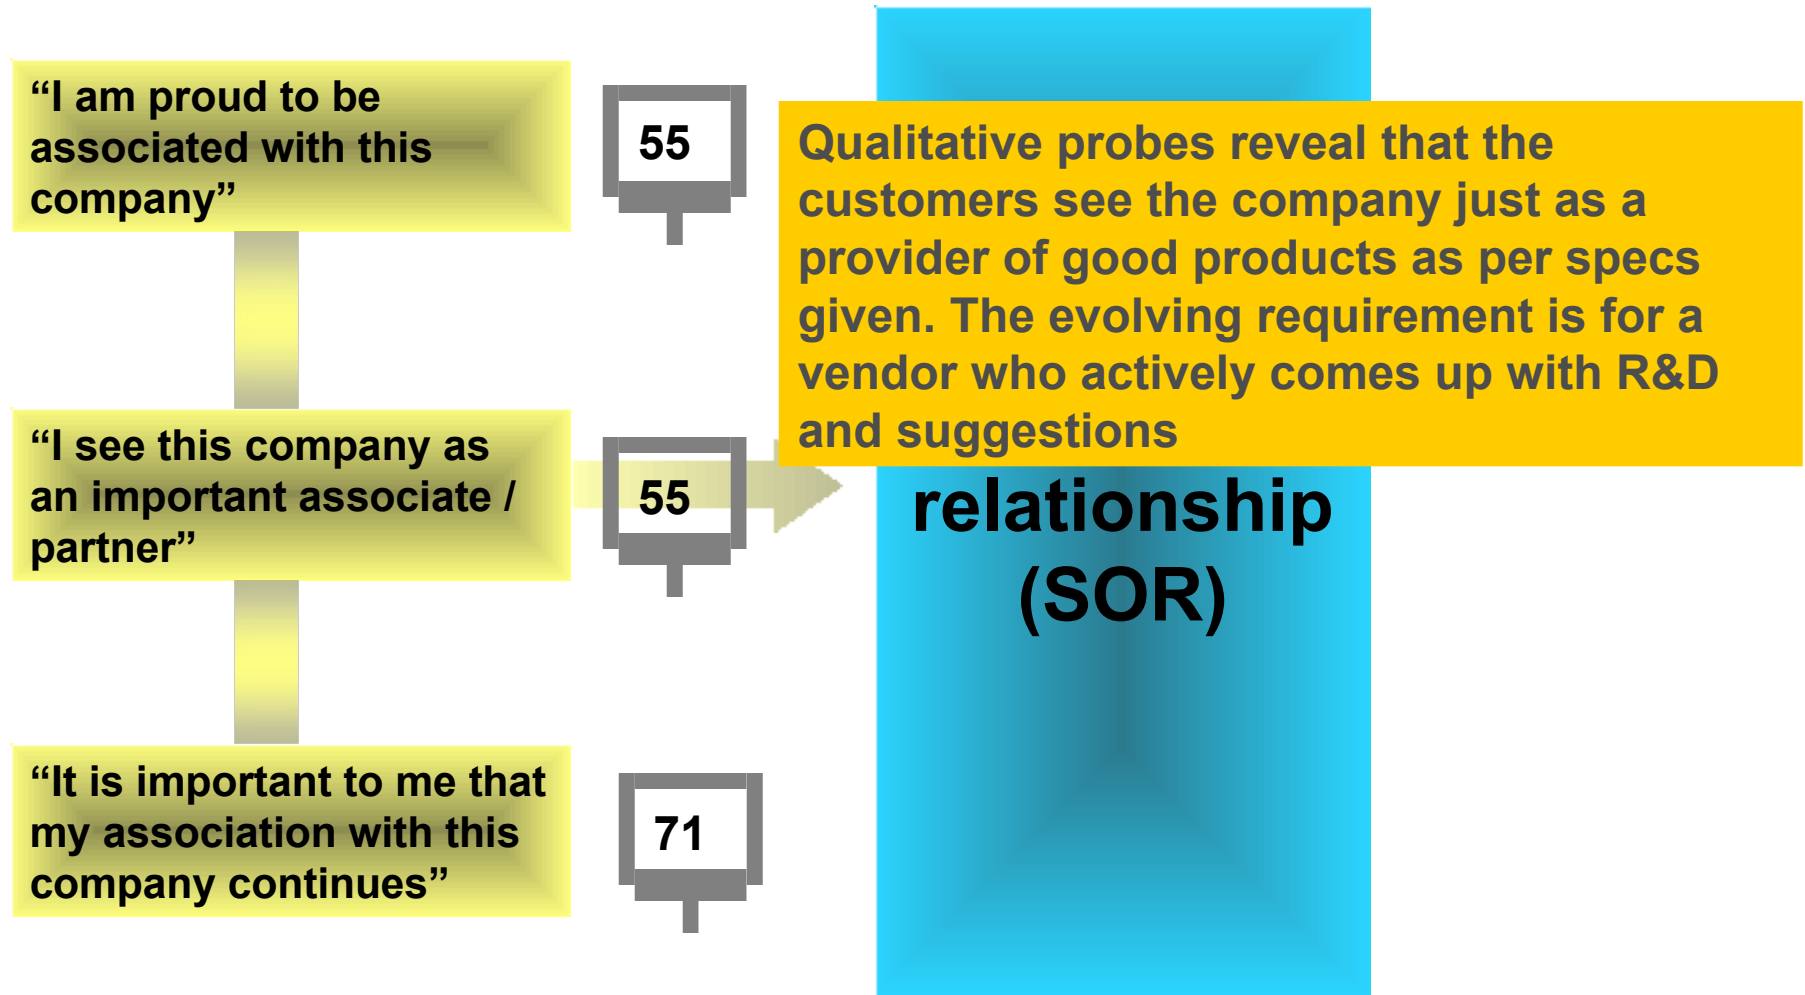 “I am proud to be
associated with this
company”
55
Qualitative probes reveal that the
customers see the company just as a
provider of good products as per specs
given. The evolving requirement is for a
vendor who actively comes up with R&D
and suggestions
“I see this company as
an important associate /
partner”
55
relationship
(SOR)
“It is important to me that
my association with this
company continues”
71